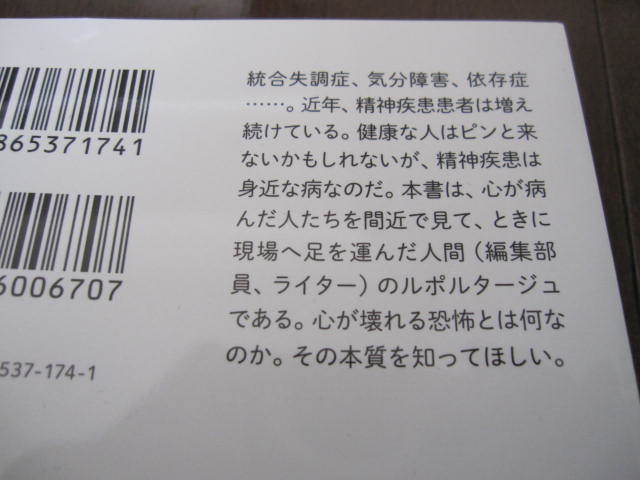 統合失調症、気分障害、依存症
……。近年、精神疾患患者は増え
続けている。健康な人はピンと来
ないかもしれないが、精神疾患は
身近な病なのだ。本書は、心が病
んだ人たちを間近で見て、ときに
現場へ足を運んだ人間(編集部
員、ライター)のルポルタージュ
である。心が壊れる恐怖とは何な
のか。その本質を知ってほしい。
865371741
6006707
537-174-1